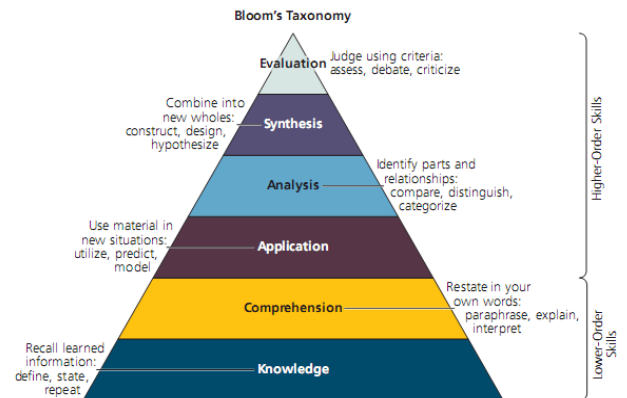 Bloom's Taxonomy
Evaluation
Judge using criteria:
assess, debate, criticize
Combine into
new wholes:
construct, design,
hypothesize
Synthesis
Analysis
Identify parts and
relationships:
compare, distinguish,
categorize
Use material in
new situations:
utilize, predict,
model
Application
Comprehension
Restate in your
own words:
paraphrase, explain,
interpret
Recall learned
information:
define, state,
repeat
Knowledge
Higher-Order Skills
Lower-Order
Skills